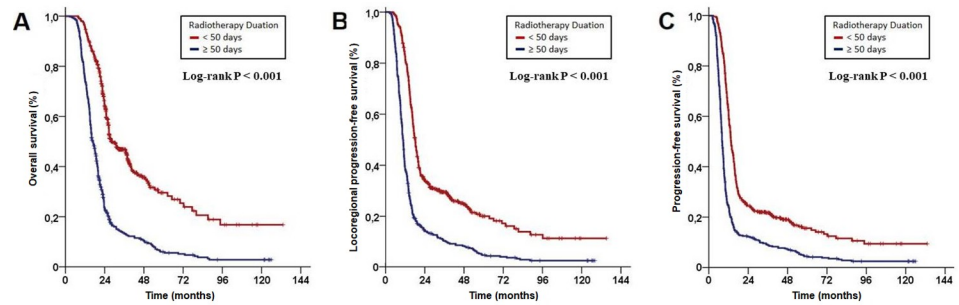 A
Radiotherapy Duation
< 50 days
≥ 50 days
Log-rank P < 0.001
Overall survival (%)
1,0
0,8
0,6
0,4
0,2
0
0 24 48 72 96 120 144
Time (months)
B
Radiotherapy Duation
< 50 days
≥ 50 days
Log-rank P < 0.001
Locoregional progression-free survival (%)
1,0
0,8
0,6
0,4
0,2
0
0 24 48 72 96 120 144
Time (months)
C
Radiotherapy Duation
< 50 days
≥ 50 days
Log-rank P < 0.001
Progression-free survival (%)
1,0
0,8
0,6
0,4
0,2
0
0 24 48 72 96 120 144
Time (months)